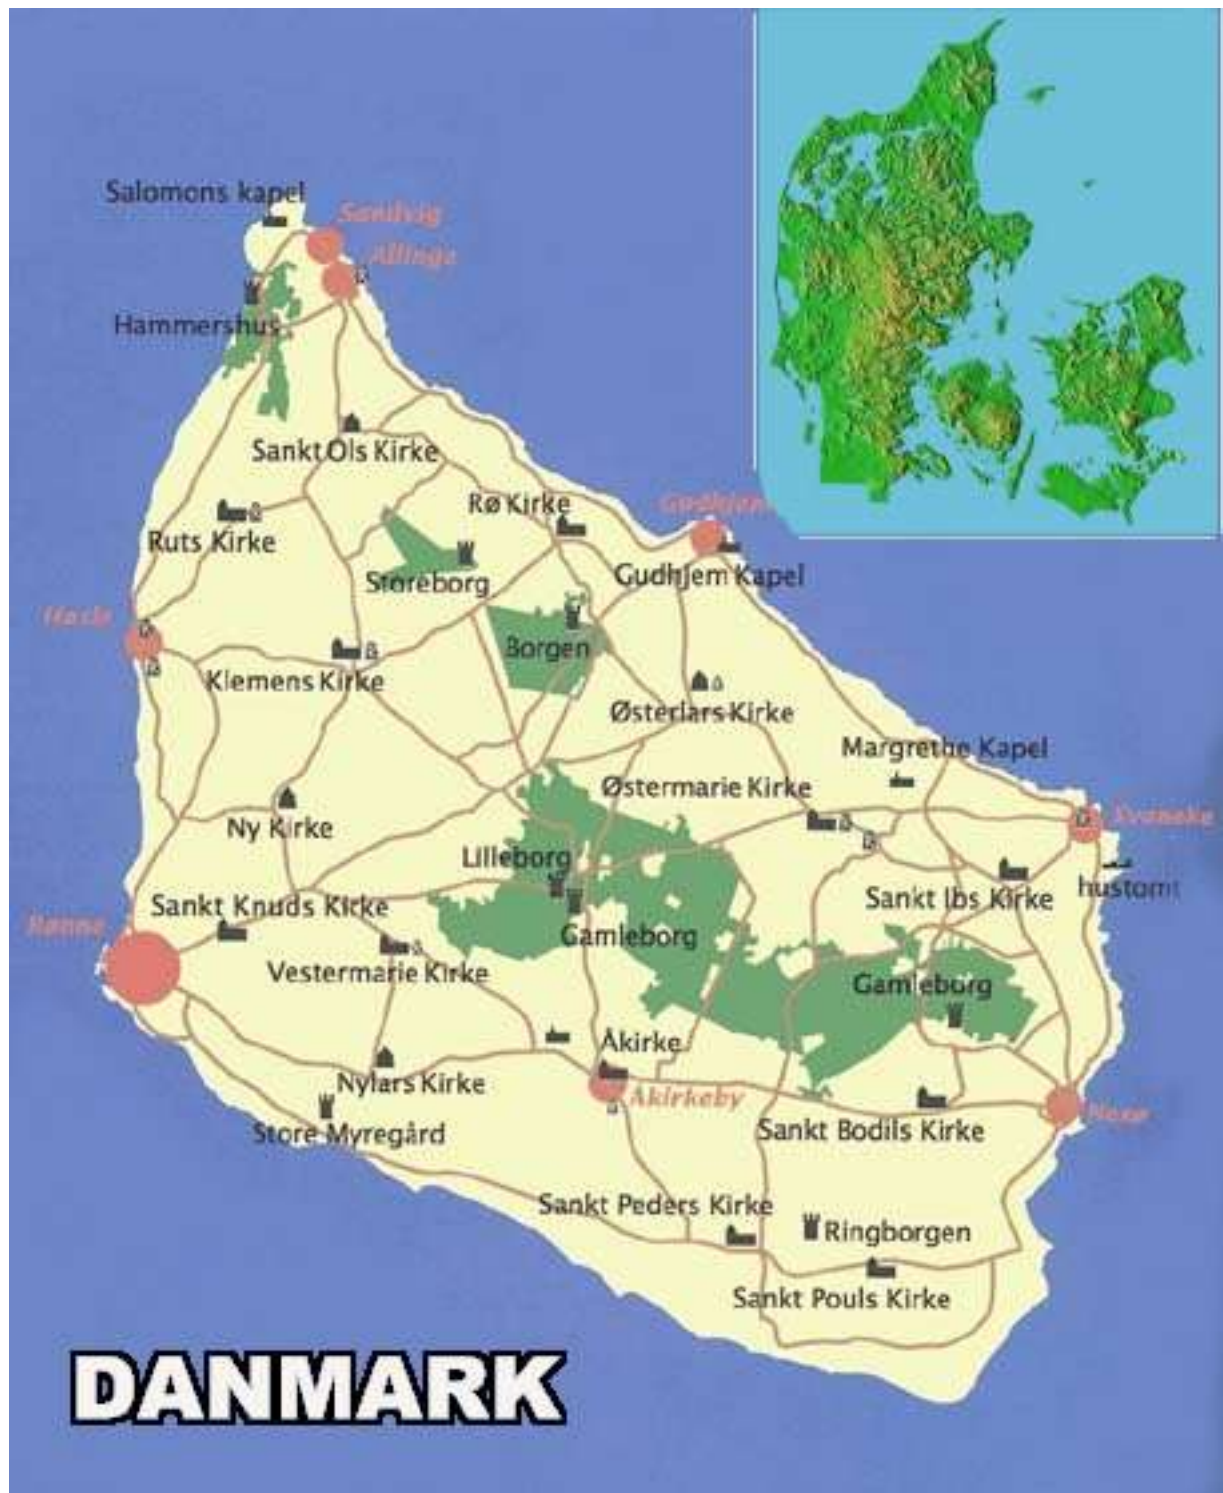 Salomons kapel
Sandvig
Allinge
Hammershus
Sankt Ols Kirke
Rø Kirke
Gudhjem
Ruts Kirke
Storeborg
Gudhjem Kapel
Hasle
Borgen
Klemens Kirke
Østerlars Kirke
Margrethe Kapel
Østermarie Kirke
Svaneke
Ny Kirke
Lilleborg
hustomt
Sankt Ibs Kirke
Sankt Knuds Kirke
Rønne
Gamleborg
Vestermarie Kirke
Gamleborg
Åkirke
Nylars Kirke
Åkirkeby
Nexø
Store Myregård
Sankt Bodils Kirke
Sankt Peders Kirke
Ringborgen
Sankt Pouls Kirke
DANMARK